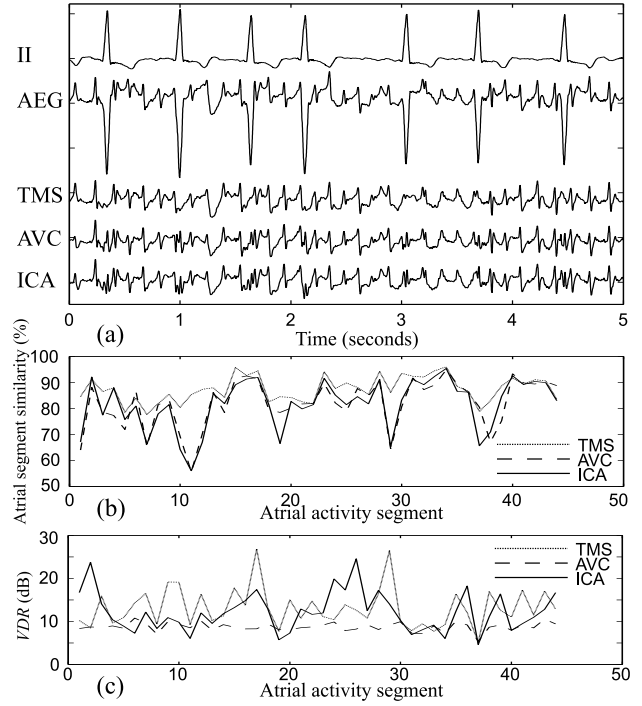 II
AEG
TMS
AVC
ICA
0 1 2 3 4 5
(a) Time (seconds)
Atrial segment similarity (%)
100
90
80
70
60
50
TMS
AVC
ICA
0 10 20 30 40 50
(b) Atrial activity segment
VDR (dB)
30
20
10
0
TMS
AVC
ICA
0 10 20 30 40 50
(c) Atrial activity segment